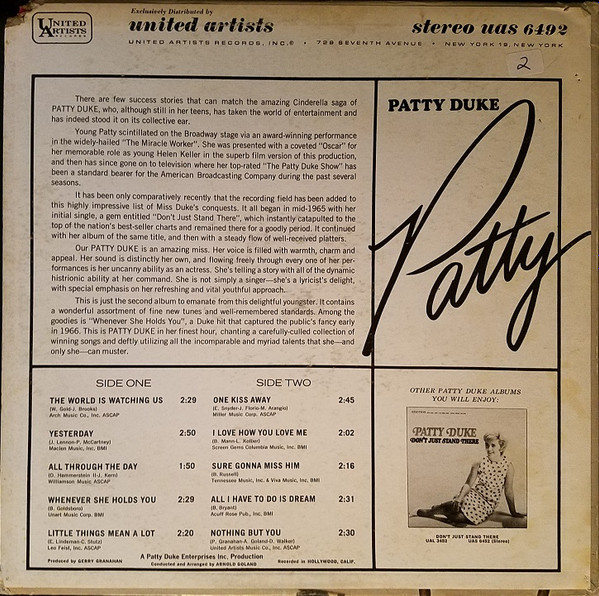 Exclusively Distributed by
UNITED ARTISTS RECORDS
united artists
stereo uas 6492
UNITED ARTISTS RECORDS, INC.® • 729 SEVENTH AVENUE • NEW YORK 19, NEW YORK
2
There are few success stories that can match the amazing Cinderella saga of
PATTY DUKE, who, although still in her teens, has taken the world of entertainment and
has indeed stood it on its collective ear.
Young Patty scintillated on the Broadway stage via an award-winning performance
in the widely-hailed "The Miracle Worker". She was presented with a coveted "Oscar" for
her memorable role as young Helen Keller in the superb film version of this production,
and then has since gone on to television where her top-rated "The Patty Duke Show" has
been a standard bearer for the American Broadcasting Company during the past several
seasons.
It has been only comparatively recently that the recording field has been added to
this highly impressive list of Miss Duke's conquests. It all began in mid-1965 with her
initial single, a gem entitled "Don't Just Stand There", which instantly catapulted to the
top of the nation's best-seller charts and remained there for a goodly period. It continued
with her album of the same title, and then with a steady flow of well-received platters.
Our PATTY DUKE is an amazing miss. Her voice is filled with warmth, charm and
appeal. Her sound is distinctly her own, and flowing freely through every one of her per-
formances is her uncanny ability as an actress. She's telling a story with all of the dynamic
histrionic ability at her command. She is not simply a singer—she's a lyricist's delight,
with special emphasis on her refreshing and vital youthful approach.
This is just the second album to emanate from this delightful youngster. It contains
a wonderful assortment of fine new tunes and well-remembered standards. Among the
goodies is "Whenever She Holds You", a Duke hit that captured the public's fancy early
in 1966. This is PATTY DUKE in her finest hour, chanting a carefully-culled collection of
winning songs and deftly utilizing all the incomparable and myriad talents that she—and
only she—can muster.
PATTY DUKE
Patty
SIDE ONE
THE WORLD IS WATCHING US 2:29
(W. Gold-J. Brooks)
Arch Music Co., Inc. ASCAP
YESTERDAY 2:50
(J. Lennon-P. McCartney)
Maclen Music, Inc. BMI
ALL THROUGH THE DAY 1:50
(O. Hammerstein II-J. Kern)
Williamson Music ASCAP
WHENEVER SHE HOLDS YOU 2:29
(B. Goldsboro)
Unart Music Corp. BMI
LITTLE THINGS MEAN A LOT 2:20
(E. Lindeman-C. Stutz)
Leo Feist, Inc. ASCAP
SIDE TWO
ONE KISS AWAY 2:45
(E. Snyder-J. Florio-M. Arangio)
Miller Music Corp. ASCAP
I LOVE HOW YOU LOVE ME 2:02
(B. Mann-L. Kolber)
Screen Gems Columbia Music, Inc. BMI
SURE GONNA MISS HIM 2:16
(B. Russell)
Tennessee Music, Inc. & Viva Music, Inc. BMI
ALL I HAVE TO DO IS DREAM 2:31
(B. Bryant)
Acuff Rose Pub., Inc. BMI
NOTHING BUT YOU 2:30
(P. Granahan-A. Goland-D. Walker)
United Artists Music Co., Inc. ASCAP
A Patty Duke Enterprises Inc. Production
Produced by GERRY GRANAHAN
Conducted and Arranged by ARNOLD GOLAND
Recorded in HOLLYWOOD, CALIF.
OTHER PATTY DUKE ALBUMS
YOU WILL ENJOY:
PATTY DUKE
DON'T JUST STAND THERE
DON'T JUST STAND THERE
UAL 3452 UAS 6452 (Stereo)